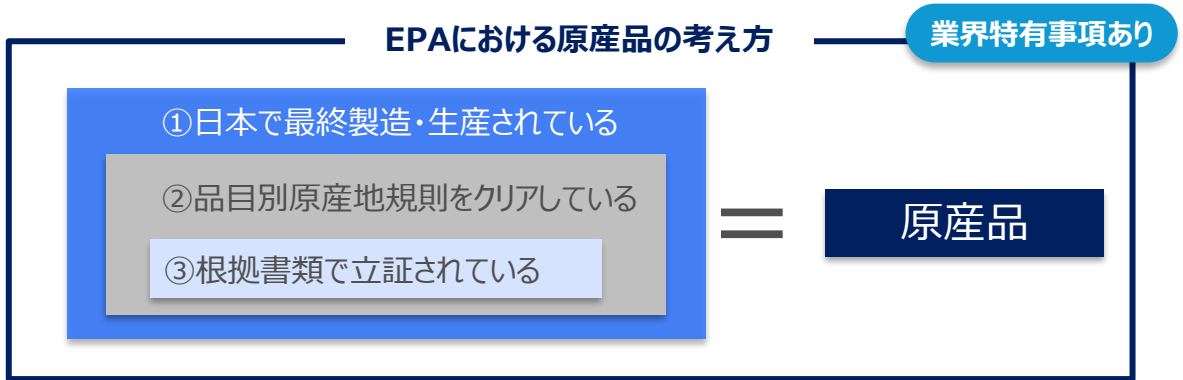 EPAにおける原産品の考え方
業界特有事項あり
①日本で最終製造・生産されている
②品目別原産地規則をクリアしている
③根拠書類で立証されている
＝
原産品